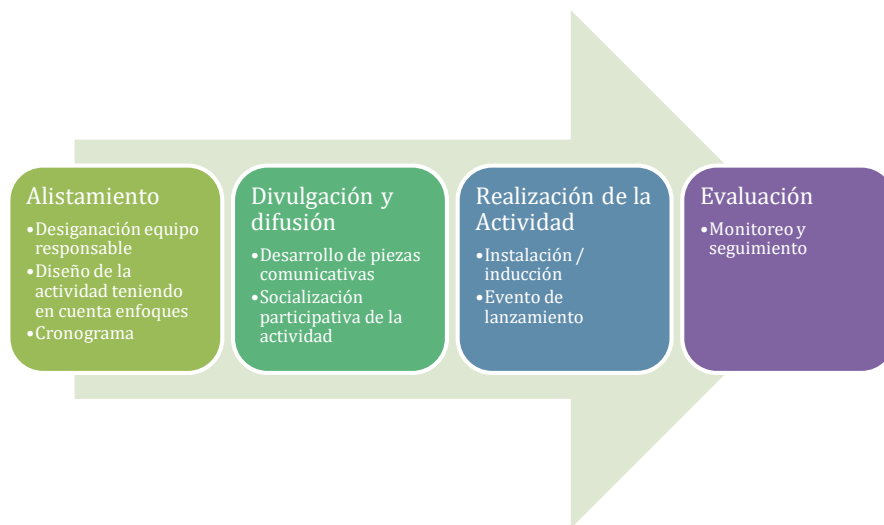 Alistamiento
•Desiganación equipo
responsable
•Diseño de la
actividad teniendo
en cuenta enfoques
•Cronograma
Divulgación y
difusión
•Desarrollo de piezas
comunicativas
•Socialización
participativa de la
actividad
Realización de la
Actividad
•Instalación /
inducción
•Evento de
lanzamiento
Evaluación
•Monitoreo y
seguimiento